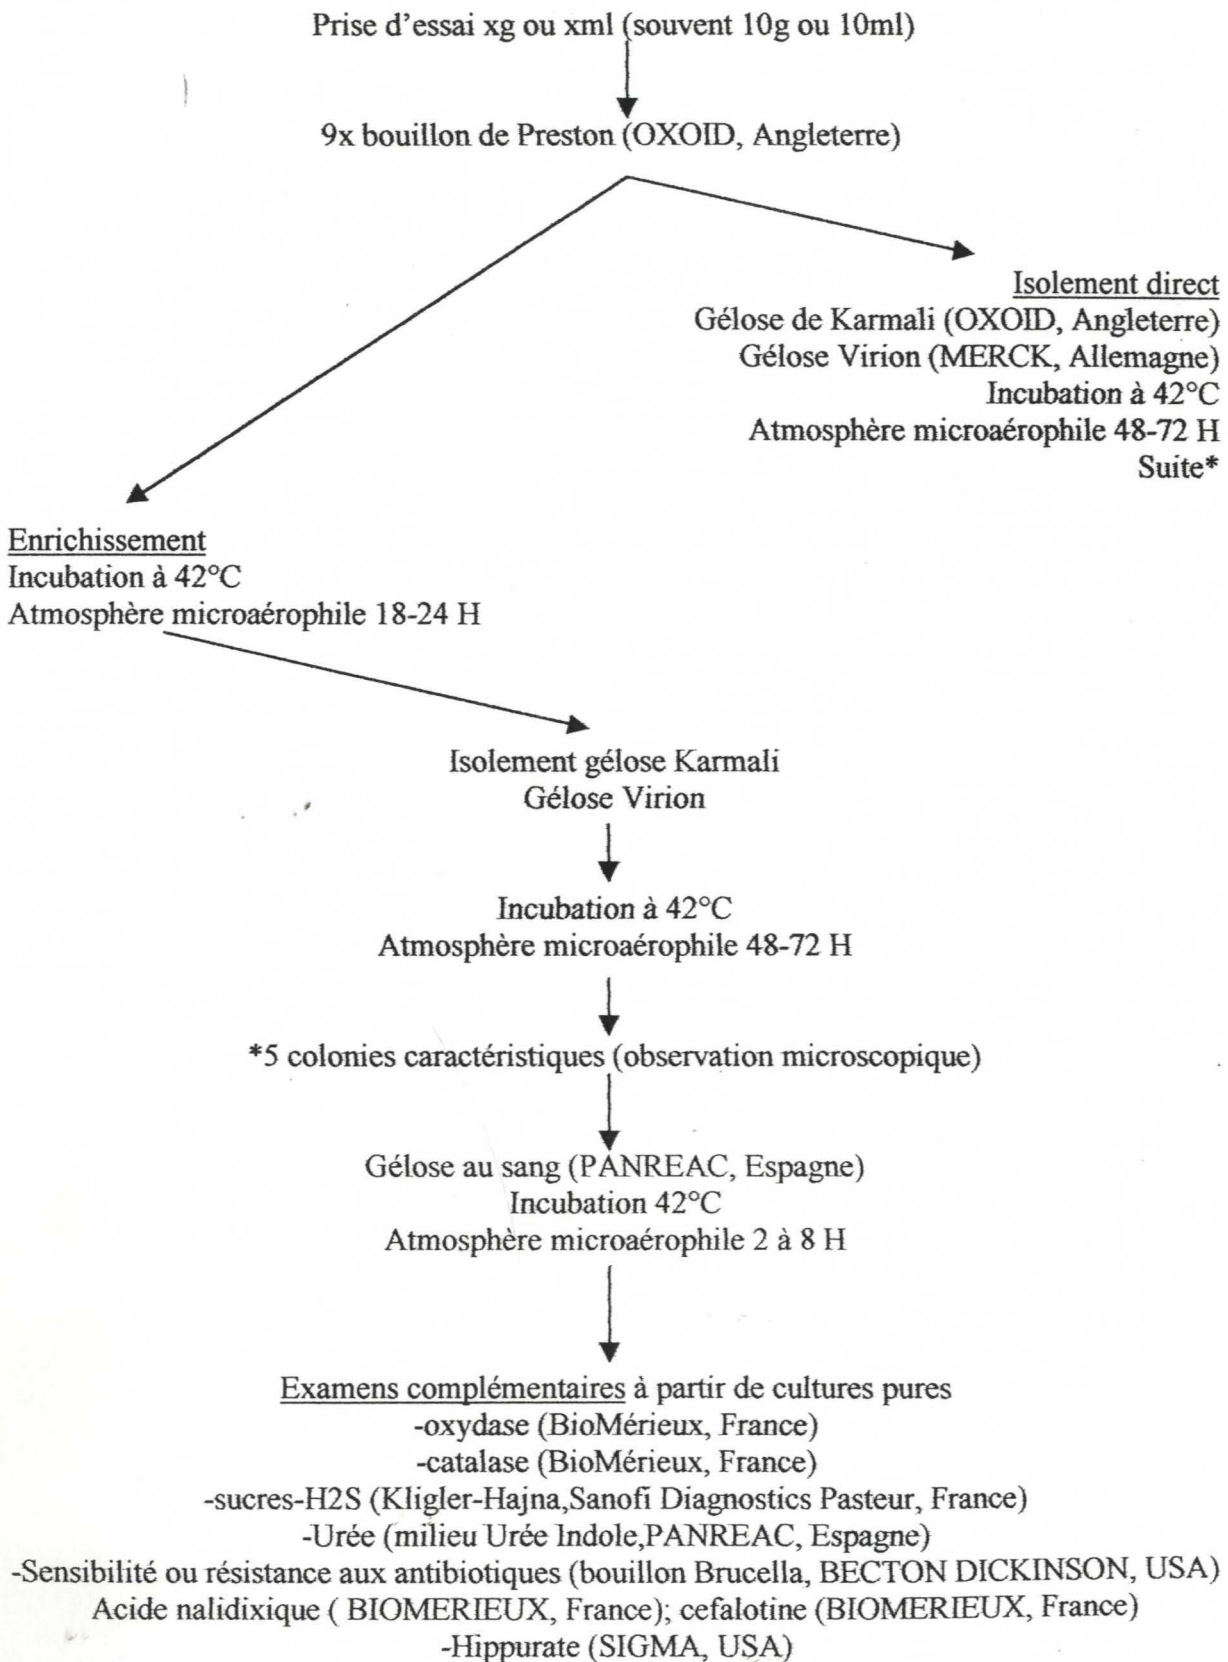 Prise d'essai xg ou xml (souvent 10g ou 10ml)
9x bouillon de Preston (OXOID, Angleterre)
Isolement direct
Gélose de Karmali (OXOID, Angleterre)
Gélose Virion (MERCK, Allemagne)
Incubation à 42°C
Atmosphère microaérophile 48-72 H
Suite*
Enrichissement
Incubation à 42°C
Atmosphère microaérophile 18-24 H
Isolement gélose Karmali
Gélose Virion
Incubation à 42°C
Atmosphère microaérophile 48-72 H
*5 colonies caractéristiques (observation microscopique)
Gélose au sang (PANREAC, Espagne)
Incubation 42°C
Atmosphère microaérophile 2 à 8 H
Examens complémentaires à partir de cultures pures
-oxydase (BioMérieux, France)
-catalase (BioMérieux, France)
-sucres-H2S (Kligler-Hajna,Sanofi Diagnostics Pasteur, France)
-Urée (milieu Urée Indole,PANREAC, Espagne)
-Sensibilité ou résistance aux antibiotiques (bouillon Brucella, BECTON DICKINSON, USA)
Acide nalidixique ( BIOMERIEUX, France); cefalotine (BIOMERIEUX, France)
-Hippurate (SIGMA, USA)